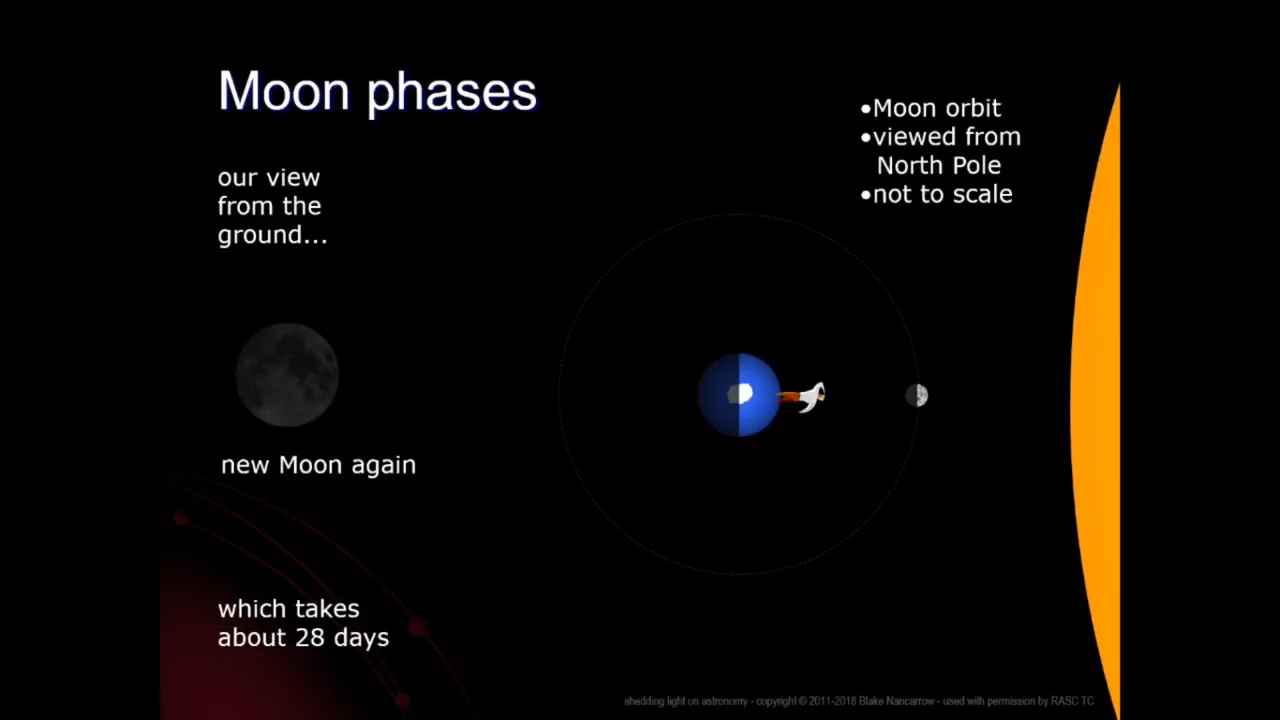 Moon phases
our view
from the
ground...
•Moon orbit
•viewed from
North Pole
•not to scale
new Moon again
which takes
about 28 days
shedding light on astronomy - copyright © 2011-2018 Blake Nancarrow - used with permission by RASC TC